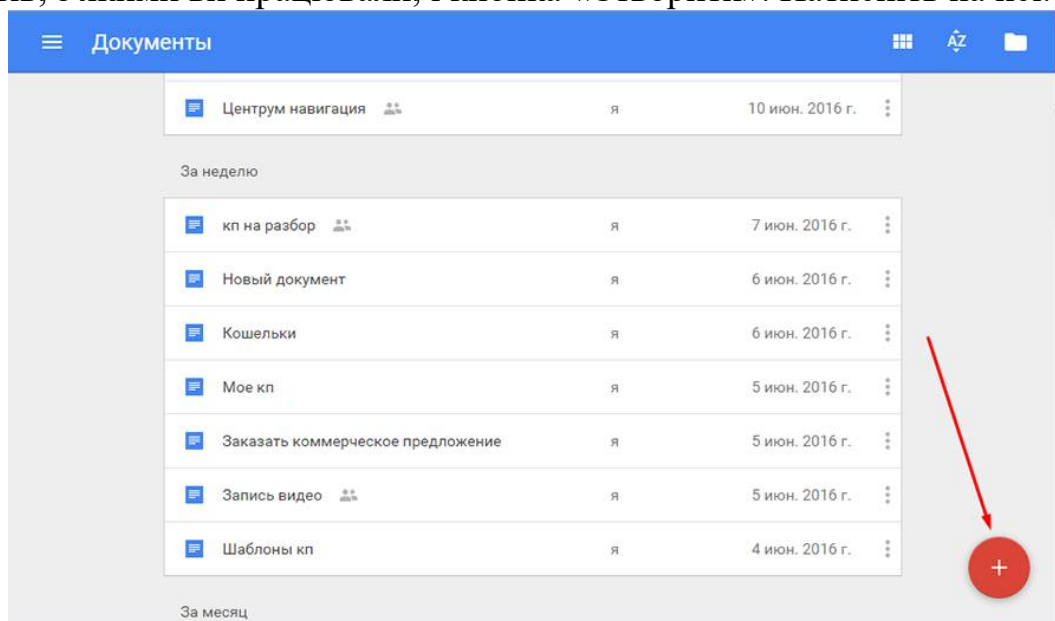 Документы
Центрум навигация я 10 июн. 2016 г.
За неделю
кп на разбор я 7 июн. 2016 г.
Новый документ я 6 июн. 2016 г.
Кошельки я 6 июн. 2016 г.
Мое кп я 5 июн. 2016 г.
Заказать коммерческое предложение я 5 июн. 2016 г.
Запись видео я 5 июн. 2016 г.
Шаблоны кп я 4 июн. 2016 г.
За месяц